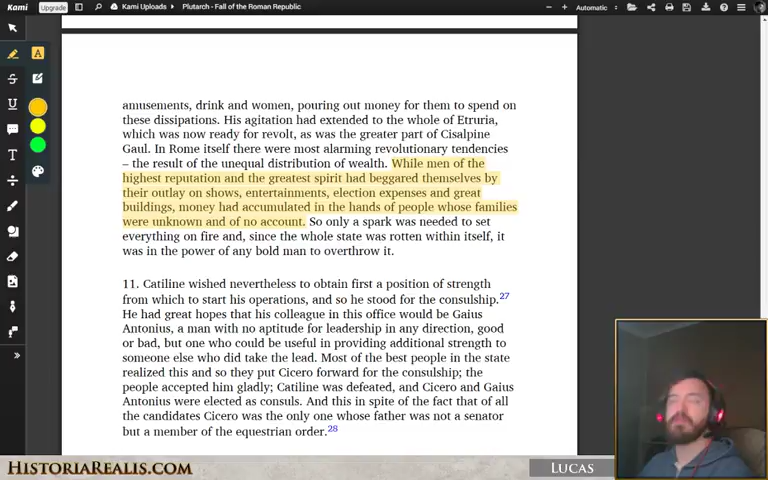 Kami
Upgrade
Kami Uploads
Plutarch - Fall of the Roman Republic
Automatic
amusements, drink and women, pouring out money for them to spend on
these dissipations. His agitation had extended to the whole of Etruria,
which was now ready for revolt, as was the greater part of Cisalpine
Gaul. In Rome itself there were most alarming revolutionary tendencies
– the result of the unequal distribution of wealth. While men of the
highest reputation and the greatest spirit had beggared themselves by
their outlay on shows, entertainments, election expenses and great
buildings, money had accumulated in the hands of people whose families
were unknown and of no account. So only a spark was needed to set
everything on fire and, since the whole state was rotten within itself, it
was in the power of any bold man to overthrow it.
11. Catiline wished nevertheless to obtain first a position of strength
from which to start his operations, and so he stood for the consulship.27
He had great hopes that his colleague in this office would be Gaius
Antonius, a man with no aptitude for leadership in any direction, good
or bad, but one who could be useful in providing additional strength to
someone else who did take the lead. Most of the best people in the state
realized this and so they put Cicero forward for the consulship; the
people accepted him gladly; Catiline was defeated, and Cicero and Gaius
Antonius were elected as consuls. And this in spite of the fact that of all
the candidates Cicero was the only one whose father was not a senator
but a member of the equestrian order.28
HISTORIAREALIS.COM
LUCAS